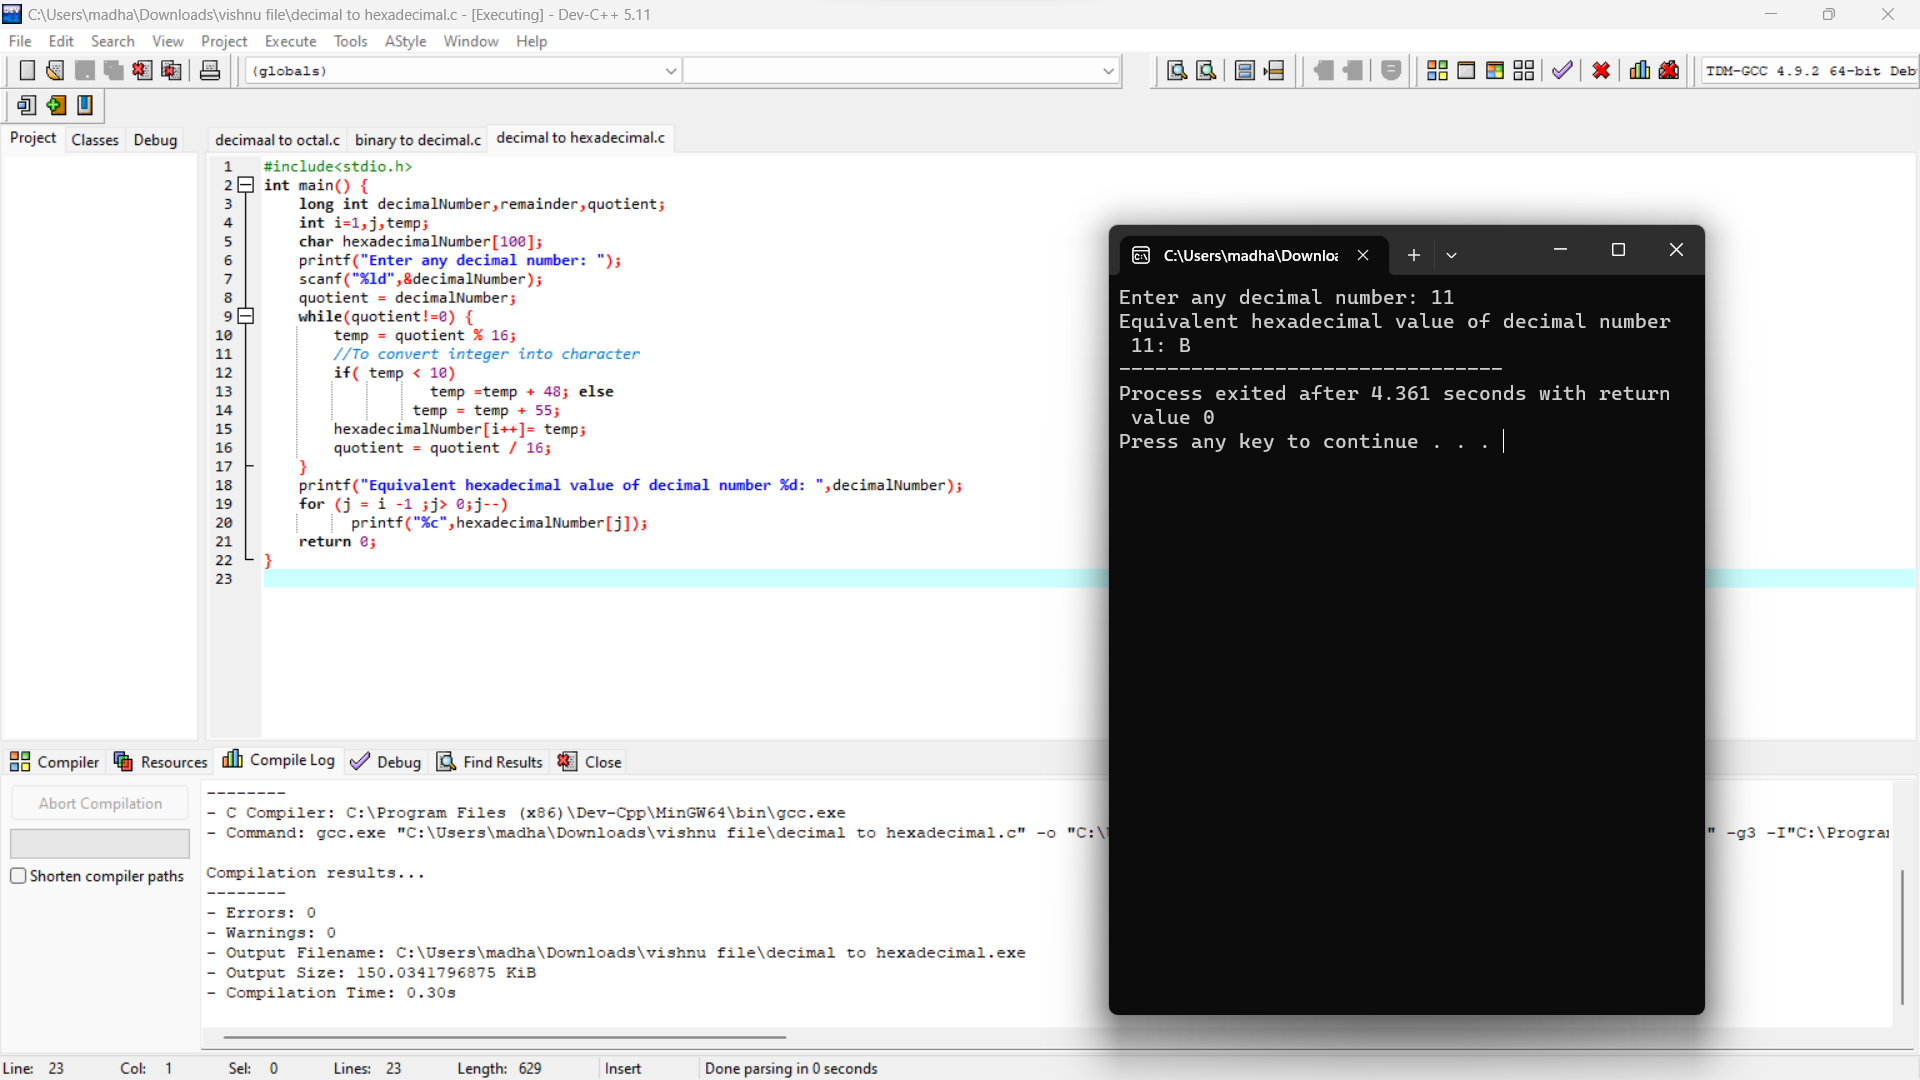 C:\Users\madha\Downloads\vishnu file\decimal to hexadecimal.c - [Executing] - Dev-C++ 5.11
File Edit Search View Project Execute Tools AStyle Window Help
(globals)
TDM-GCC 4.9.2 64-bit Deb
Project Classes Debug
decimaal to octal.c binary to decimal.c decimal to hexadecimal.c
1 #include<stdio.h>
2 int main() {
3 long int decimalNumber,remainder,quotient;
4 int i=1,j,temp;
5 char hexadecimalNumber[100];
6 printf("Enter any decimal number: ");
7 scanf("%ld",&decimalNumber);
8 quotient = decimalNumber;
9 while(quotient!=0) {
10 temp = quotient % 16;
11 //To convert integer into character
12 if( temp < 10)
13 temp =temp + 48; else
14 temp = temp + 55;
15 hexadecimalNumber[i++]= temp;
16 quotient = quotient / 16;
17 }
18 printf("Equivalent hexadecimal value of decimal number %d: ",decimalNumber);
19 for (j = i -1 ;j> 0;j--)
20 printf("%c",hexadecimalNumber[j]);
21 return 0;
22 }
23
C:\Users\madha\Downloa
Enter any decimal number: 11
Equivalent hexadecimal value of decimal number
11: B
--------------------------------
Process exited after 4.361 seconds with return
value 0
Press any key to continue . . .
Compiler Resources Compile Log Debug Find Results Close
Abort Compilation
Shorten compiler paths
--------
- C Compiler: C:\Program Files (x86)\Dev-Cpp\MinGW64\bin\gcc.exe
- Command: gcc.exe "C:\Users\madha\Downloads\vishnu file\decimal to hexadecimal.c" -o "C:\ " -g3 -I"C:\Program
Compilation results...
--------
- Errors: 0
- Warnings: 0
- Output Filename: C:\Users\madha\Downloads\vishnu file\decimal to hexadecimal.exe
- Output Size: 150.0341796875 KiB
- Compilation Time: 0.30s
Line: 23 Col: 1 Sel: 0 Lines: 23 Length: 629 Insert Done parsing in 0 seconds